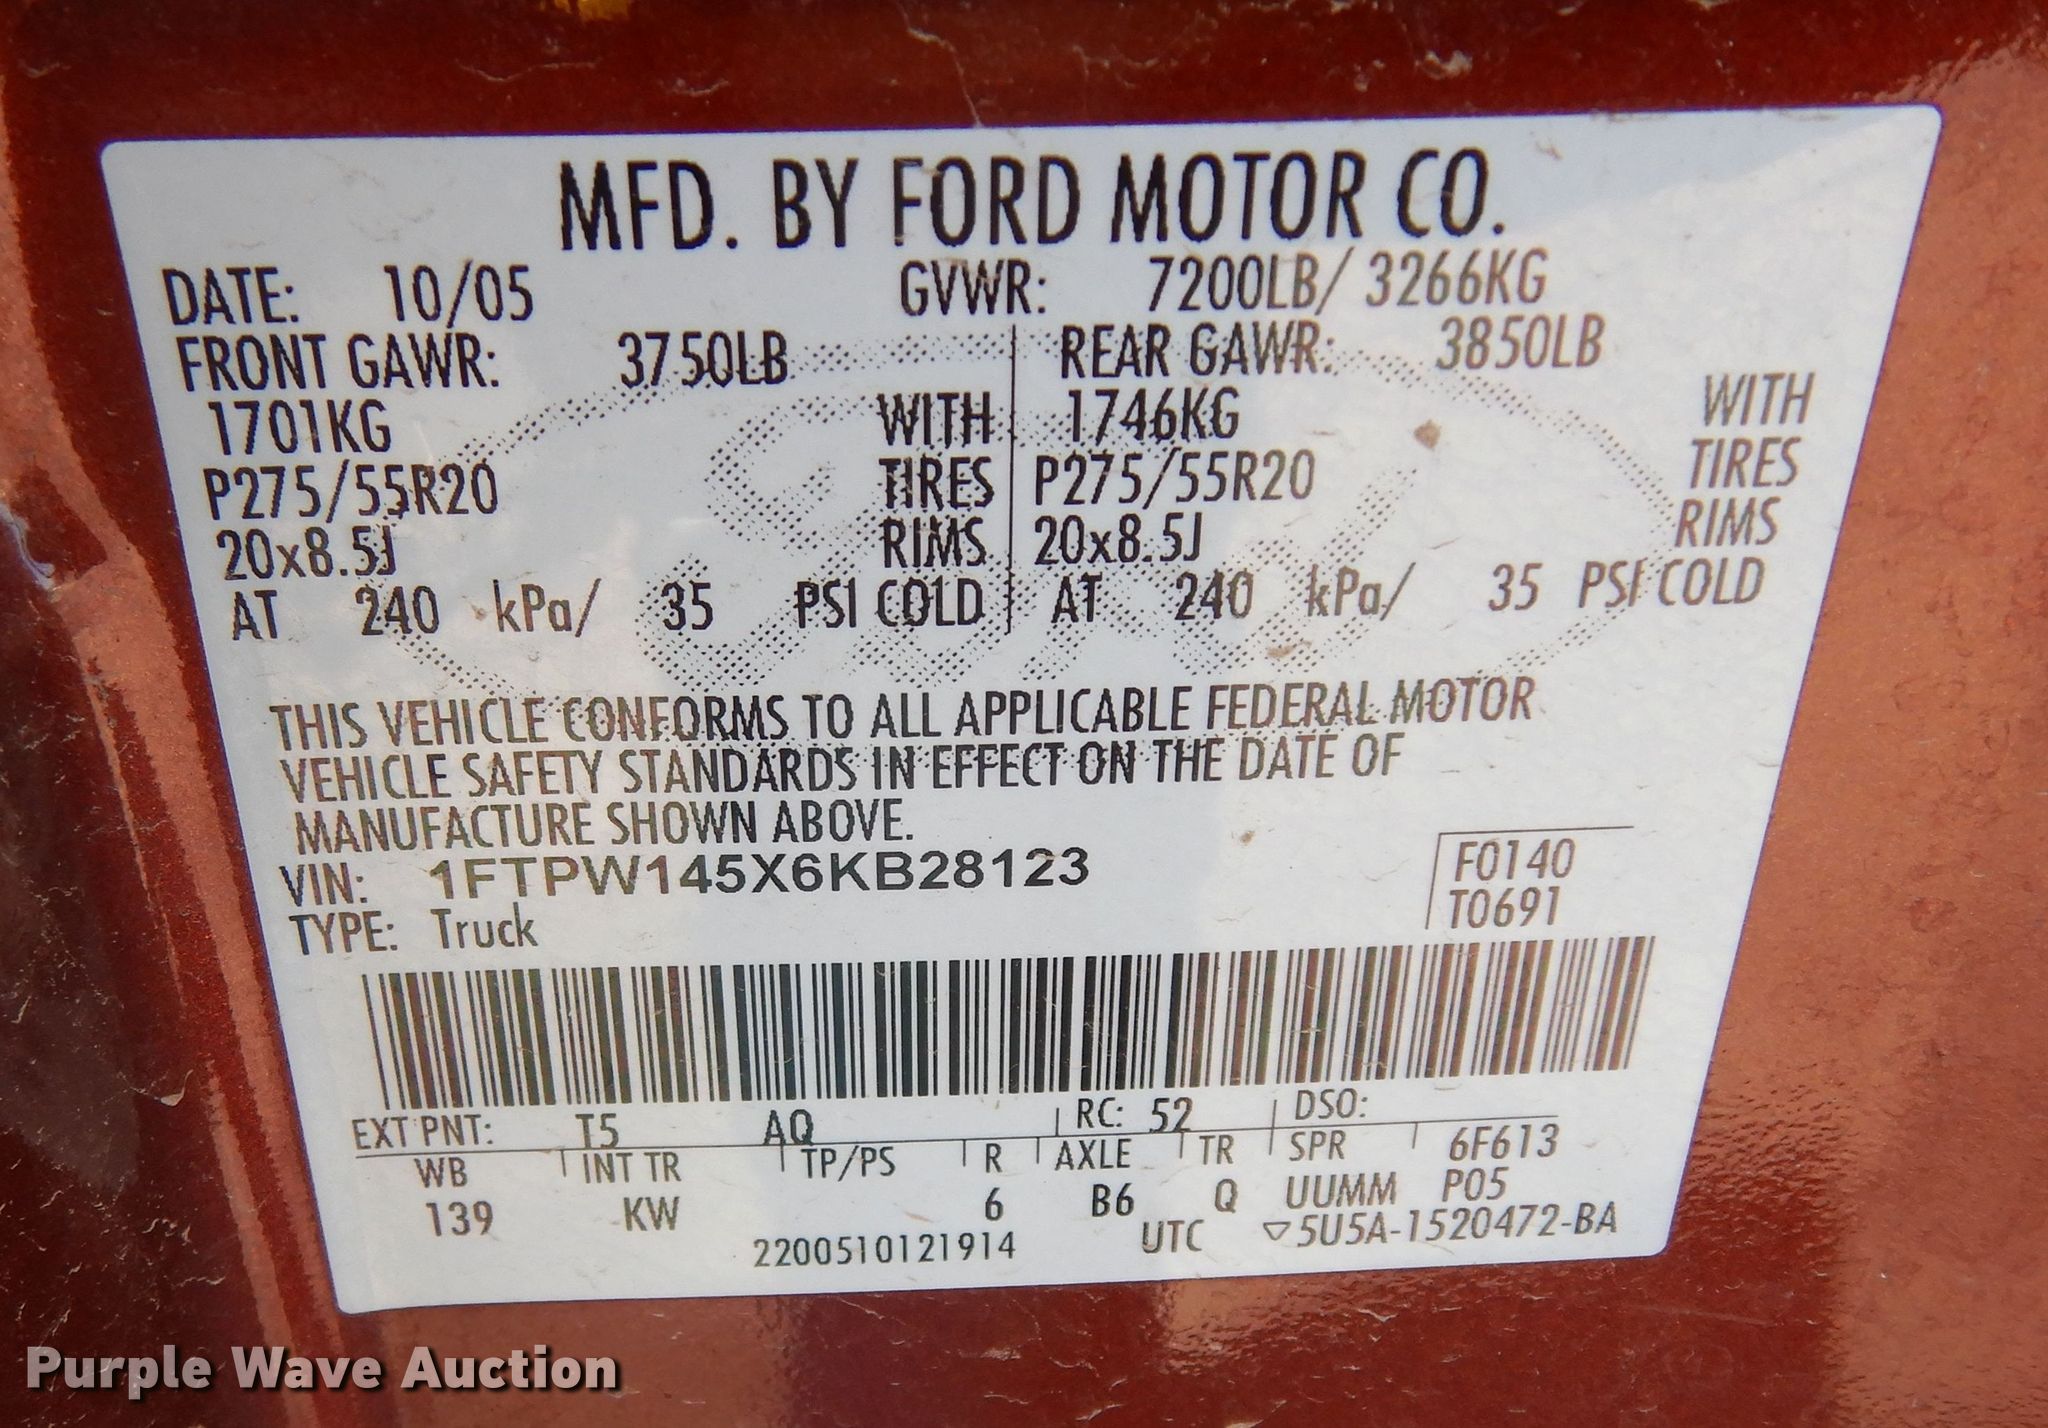 MFD. BY FORD MOTOR CO.
DATE: 10/05 GVWR: 7200LB/ 3266KG
FRONT GAWR: 3750LB REAR GAWR: 3850LB
1701KG WITH 1746KG WITH
P275/55R20 TIRES P275/55R20 TIRES
20x8.5J RIMS 20x8.5J RIMS
AT 240 kPa/ 35 PSI COLD AT 240 kPa/ 35 PSI COLD
THIS VEHICLE CONFORMS TO ALL APPLICABLE FEDERAL MOTOR
VEHICLE SAFETY STANDARDS IN EFFECT ON THE DATE OF
MANUFACTURE SHOWN ABOVE.
VIN: 1FTPW145X6KB28123 F0140
TYPE: Truck T0691
EXT PNT: T5 AQ RC: 52 DSO:
WB INT TR TP/PS R AXLE TR SPR 6F613
139 KW 6 B6 Q UUMM P05
2200510121914 UTC ▽5U5A-1520472-BA
Purple Wave Auction